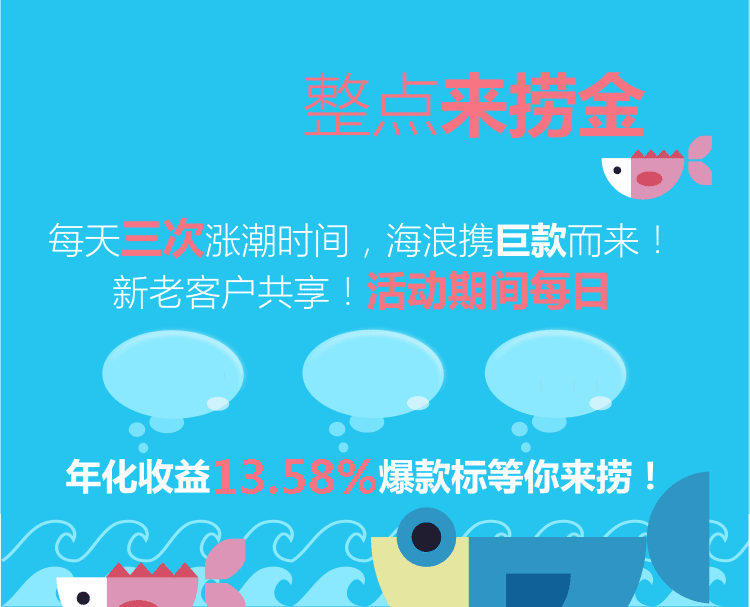 整点来捞金
每天三次涨潮时间，海浪携巨款而来！
新老客户共享！活动期间每日
年化收益13.58%爆款标等你来捞！